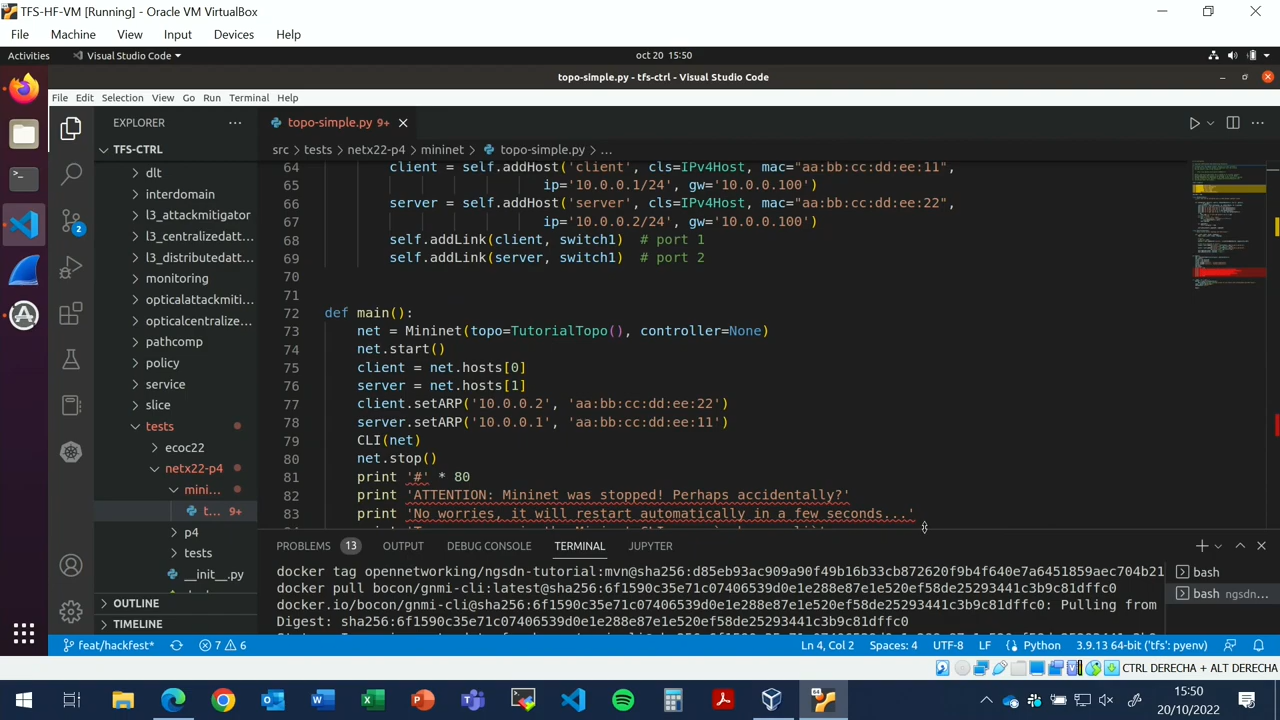 TFS-HF-VM [Running] - Oracle VM VirtualBox
File Machine View Input Devices Help
Activities Visual Studio Code oct 20 15:50
topo-simple.py - tfs-ctrl - Visual Studio Code
File Edit Selection View Go Run Terminal Help
EXPLORER
TFS-CTRL
dlt
interdomain
l3_attackmitigator
l3_centralizedatt...
l3_distributedatt...
monitoring
opticalattackmiti...
opticalcentralize...
pathcomp
policy
service
slice
tests
ecoc22
netx22-p4
mini...
t... 9+
p4
tests
__init__.py
OUTLINE
TIMELINE
2
topo-simple.py 9+
src > tests > netx22-p4 > mininet > topo-simple.py > ...
64 client = self.addHost('client', cls=IPv4Host, mac="aa:bb:cc:dd:ee:11",
65 ip='10.0.0.1/24', gw='10.0.0.100')
66 server = self.addHost('server', cls=IPv4Host, mac="aa:bb:cc:dd:ee:22",
67 ip='10.0.0.2/24', gw='10.0.0.100')
68 self.addLink(client, switch1) # port 1
69 self.addLink(server, switch1) # port 2
70
71
72 def main():
73 net = Mininet(topo=TutorialTopo(), controller=None)
74 net.start()
75 client = net.hosts[0]
76 server = net.hosts[1]
77 client.setARP('10.0.0.2', 'aa:bb:cc:dd:ee:22')
78 server.setARP('10.0.0.1', 'aa:bb:cc:dd:ee:11')
79 CLI(net)
80 net.stop()
81 print '#' * 80
82 print 'ATTENTION: Mininet was stopped! Perhaps accidentally?'
83 print 'No worries, it will restart automatically in a few seconds...'
PROBLEMS 13 OUTPUT DEBUG CONSOLE TERMINAL JUPYTER
docker tag opennetworking/ngsdn-tutorial:mvn@sha256:d85eb93ac909a90f49b16b33cb872620f9b4f640e7a6451859aec704b21
docker pull bocon/gnmi-cli:latest@sha256:6f1590c35e71c07406539d0e1e288e87e1e520ef58de25293441c3b9c81dffc0
docker.io/bocon/gnmi-cli@sha256:6f1590c35e71c07406539d0e1e288e87e1e520ef58de25293441c3b9c81dffc0: Pulling from
Digest: sha256:6f1590c35e71c07406539d0e1e288e87e1e520ef58de25293441c3b9c81dffc0
bash
bash ngsdn...
feat/hackfest* 7 6 Ln 4, Col 2 Spaces: 4 UTF-8 LF Python 3.9.13 64-bit ('tfs': pyenv)
CTRL DERECHA + ALT DERECHA
15:50
20/10/2022